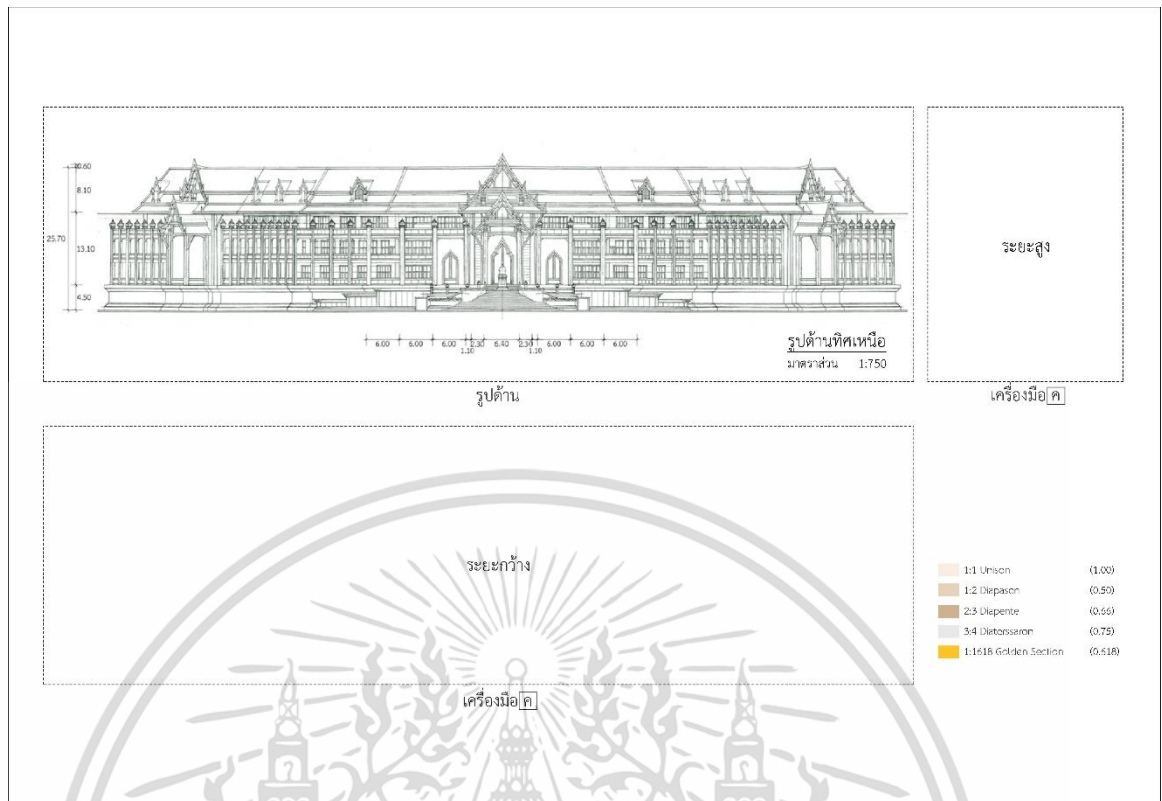 10.60
8.10
25.70
13.10
4.50
6.00 6.00 6.00 2.30 5.40 2.30 6.00 6.00 6.00
1.10 1.10
รูปด้านทิศเหนือ
มาตราส่วน 1:750
รูปด้าน
ระยะสูง
เครื่องมือ ค
ระยะกว้าง
เครื่องมือ ค
1:1 Unison (1.00)
1:2 Diapason (0.50)
2:3 Diapente (0.66)
3:4 Diaterssaron (0.75)
1:1618 Golden Section (0.618)